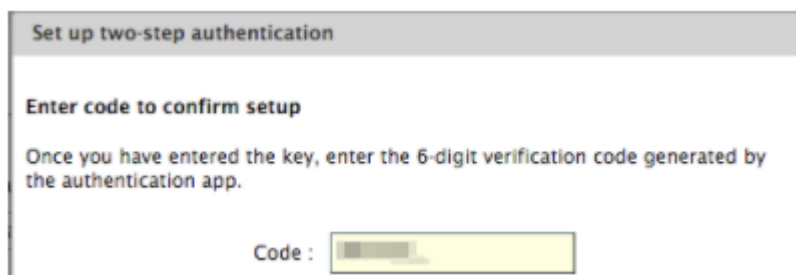 Set up two-step authentication
Enter code to confirm setup
Once you have entered the key, enter the 6-digit verification code generated by
the authentication app.
Code :